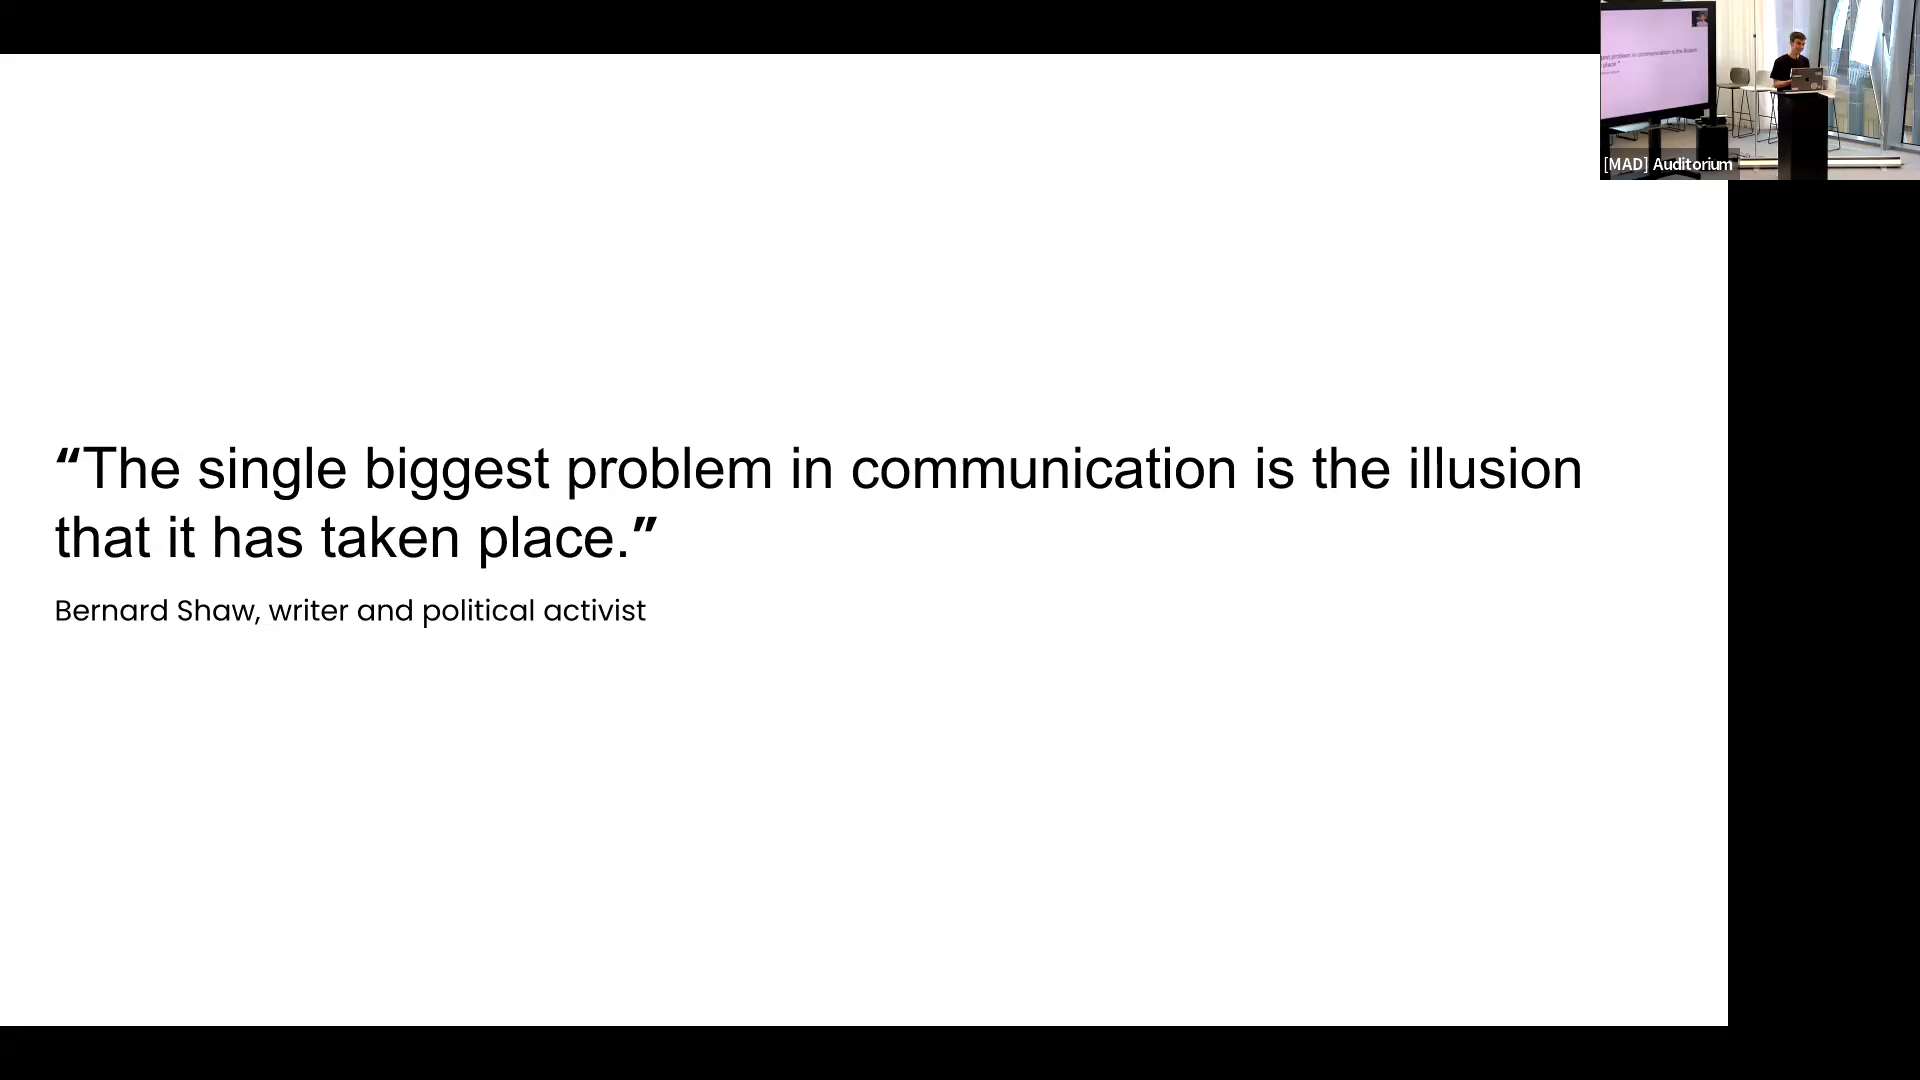 “The single biggest problem in communication is the illusion
that it has taken place.”
Bernard Shaw, writer and political activist
[MAD] Auditorium